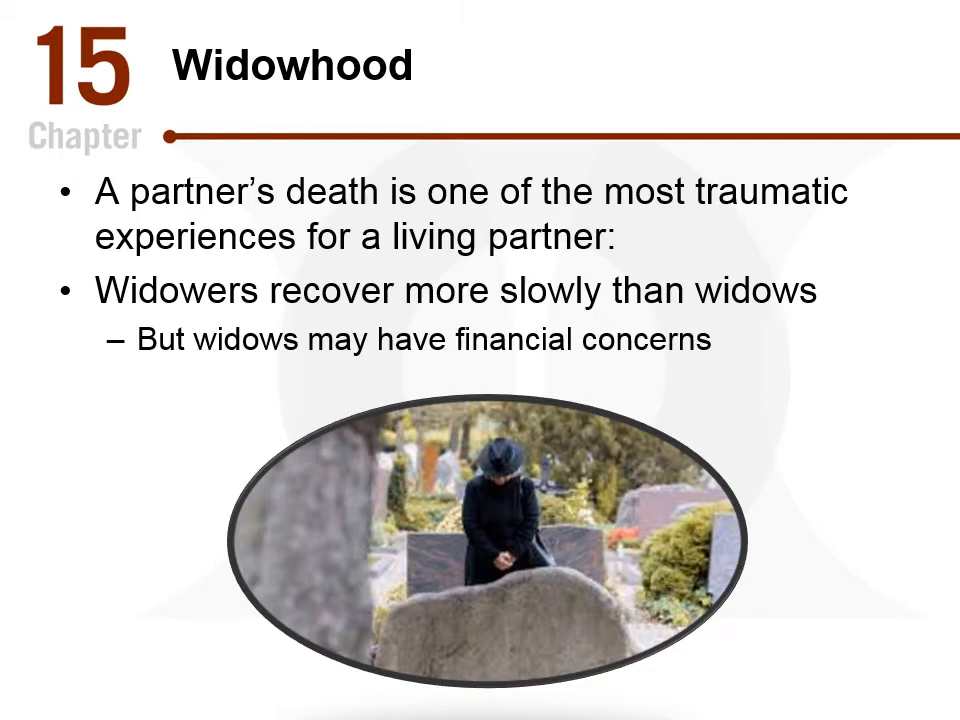 15
Chapter
Widowhood
• A partner’s death is one of the most traumatic
experiences for a living partner:
• Widowers recover more slowly than widows
– But widows may have financial concerns